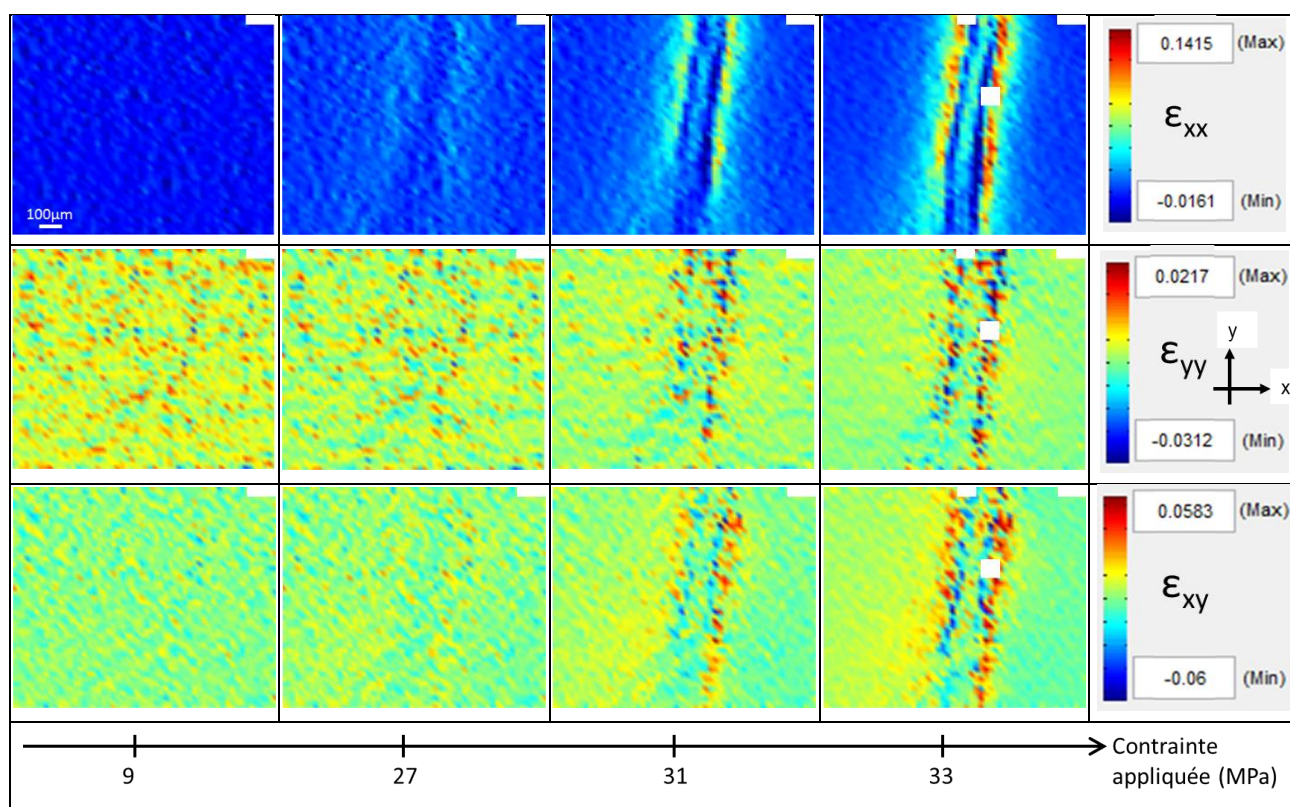 0.1415 (Max)
εxx
-0.0161 (Min)
100µm
0.0217 (Max)
εyy
y
x
-0.0312 (Min)
0.0583 (Max)
εxy
-0.06 (Min)
9 27 31 33
Contrainte
appliquée (MPa)